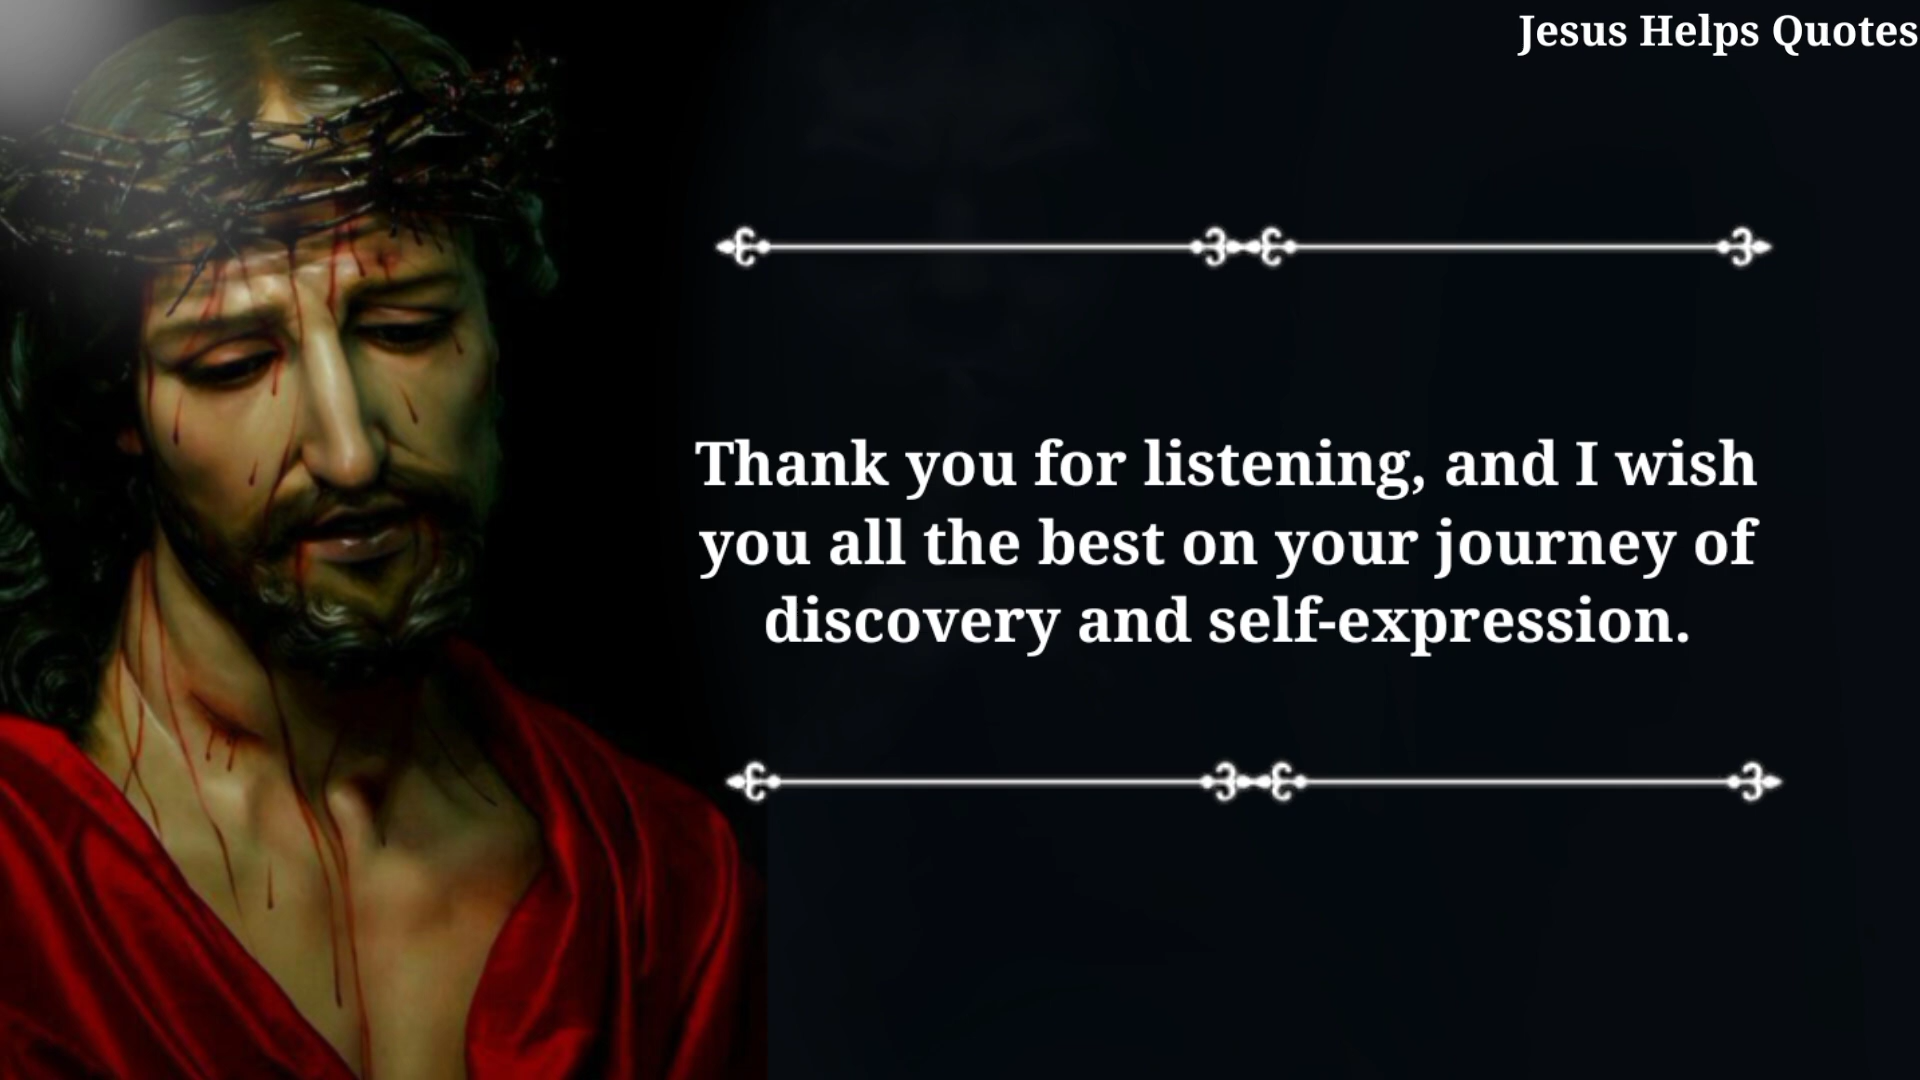 Jesus Helps Quotes
Thank you for listening, and I wish
you all the best on your journey of
discovery and self-expression.